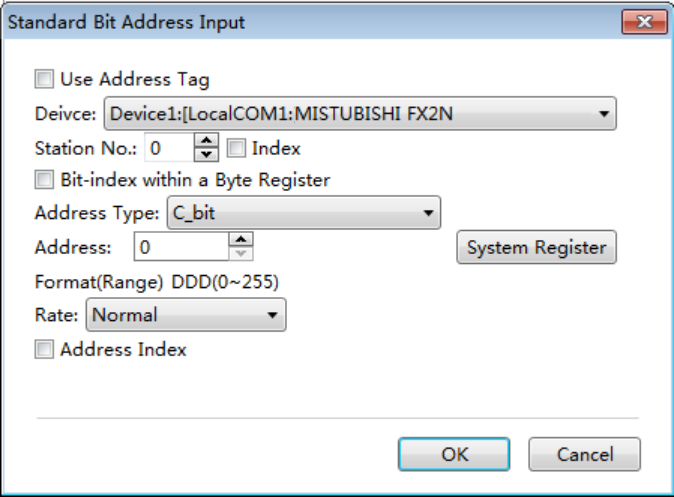 Standard Bit Address Input
Use Address Tag
Deivce: Device1:[LocalCOM1:MISTUBISHI FX2N
Station No.: 0 Index
Bit-index within a Byte Register
Address Type: C_bit
Address: 0 System Register
Format(Range) DDD(0~255)
Rate: Normal
Address Index
OK Cancel